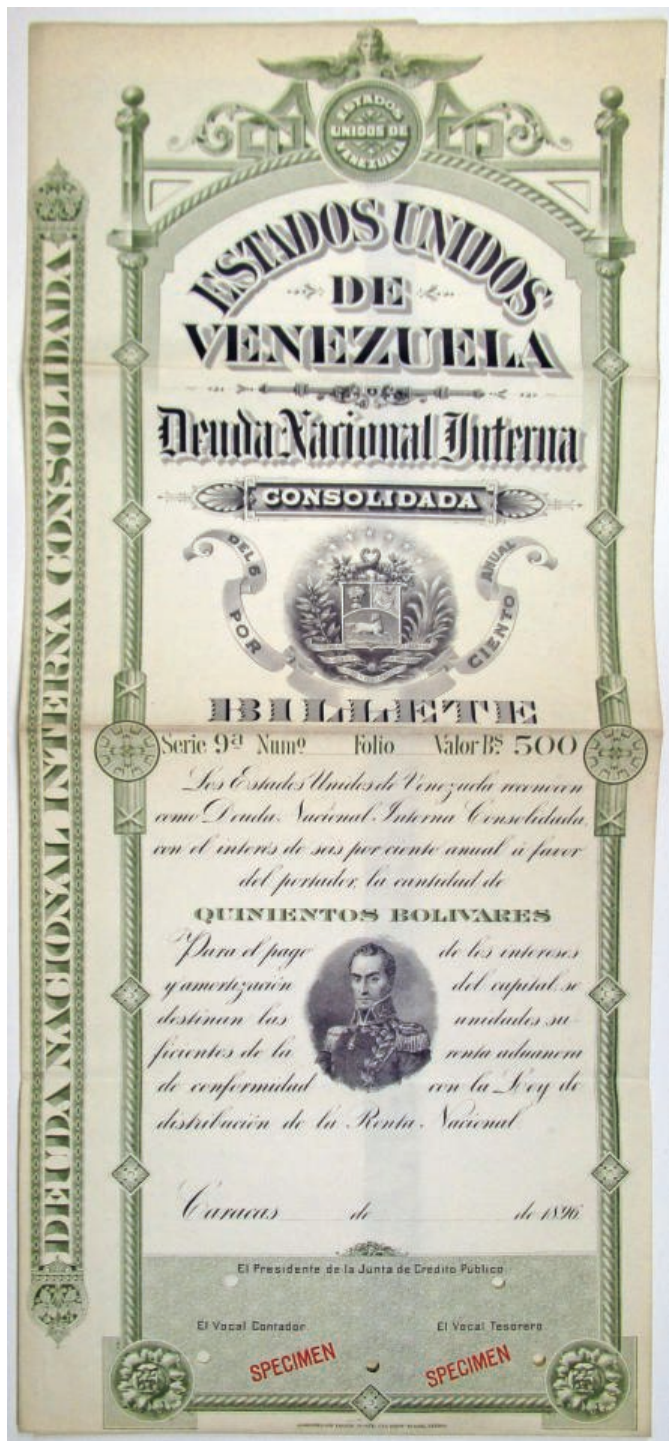 ESTADOS
UNIDOS DE
VENEZUELA
ESTADOS UNIDOS
DE
VENEZUELA
Deuda Nacional Interna
CONSOLIDADA
DEL 6 POR CIENTO ANUAL
BILLETE
Serie 9ª Numº Folio Valor Bs 500
Los Estados Unidos de Venezuela reconocen
como Deuda Nacional Interna Consolidada,
con el interés de seis por ciento anual á favor
del portador, la cantidad de
QUINIENTOS BOLIVARES
Para el pago de los intereses
y amortización del capital se
destinan las unidades su-
ficientes de la renta aduanera
de conformidad con la Ley de
distribución de la Renta Nacional.
Caracas de de 1896.
El Presidente de la Junta de Credito Publico
El Vocal Contador El Vocal Tesorero
SPECIMEN SPECIMEN
DEUDA NACIONAL INTERNA CONSOLIDADA